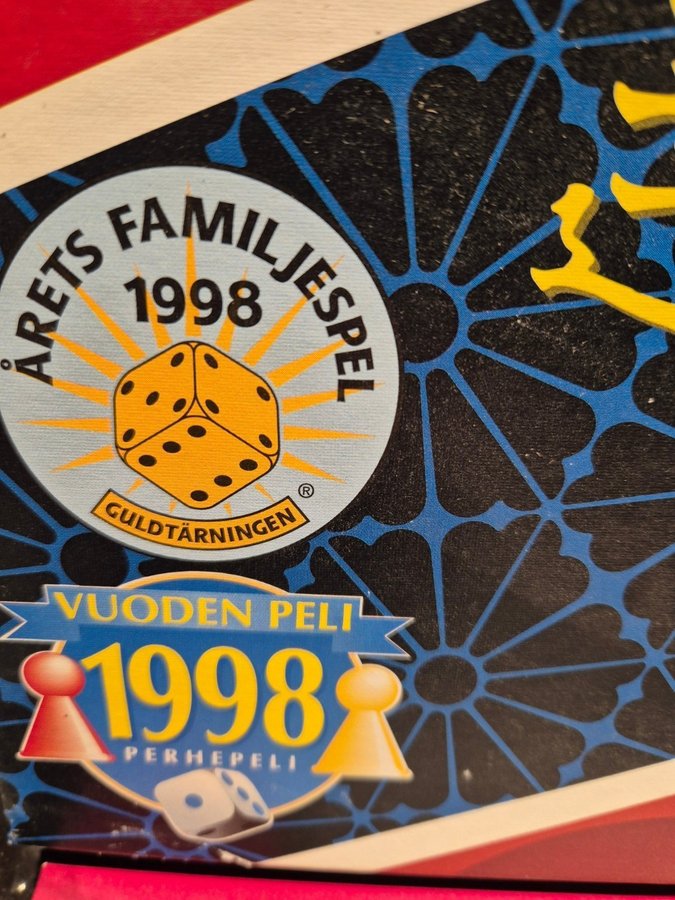 ÅRETS FAMILJESPEL
1998
GULDTÄRNINGEN
®
VUODEN PELI
1998
PERHEPELI